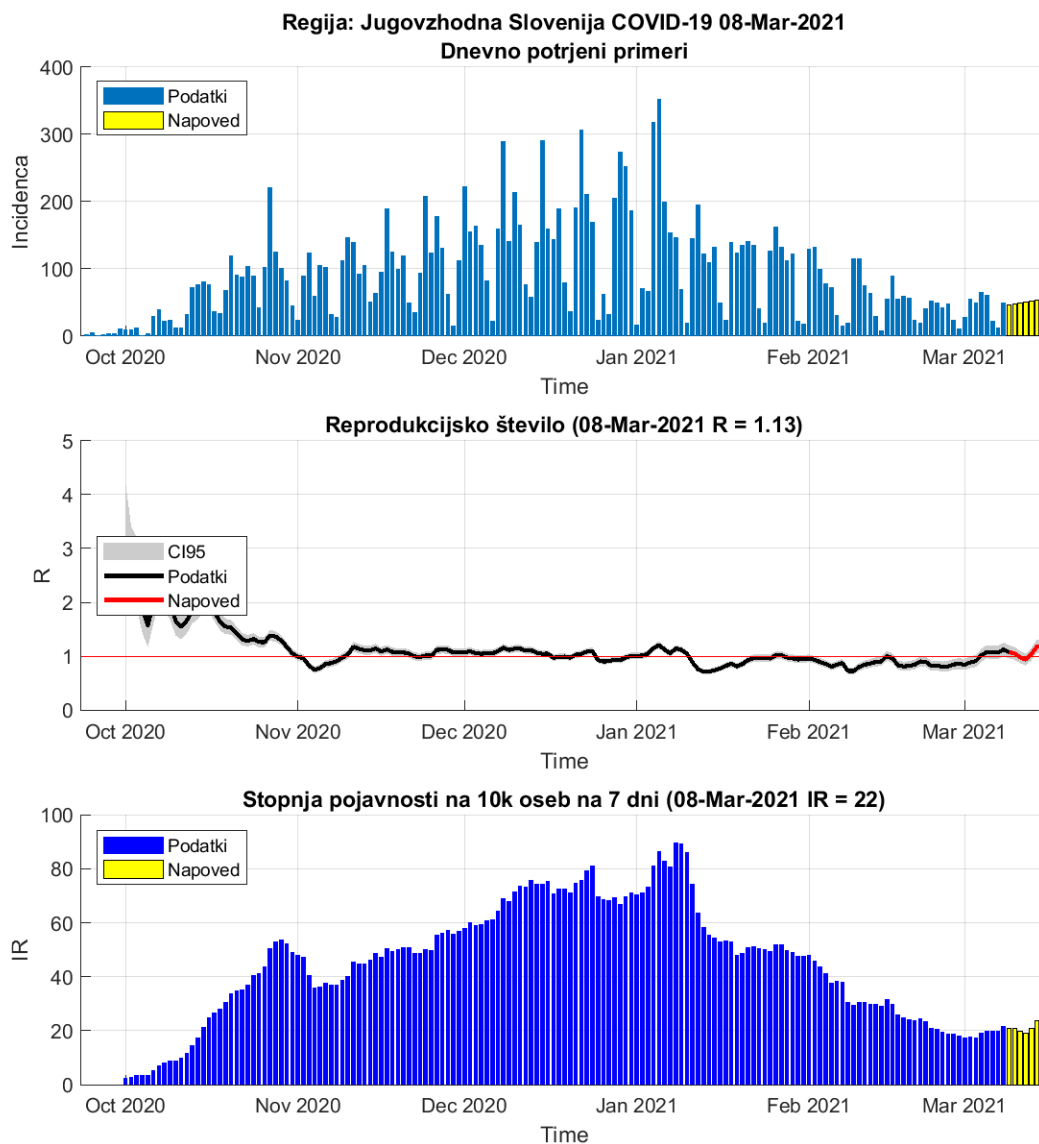 Regija: Jugovzhodna Slovenija COVID-19 08-Mar-2021
Dnevno potrjeni primeri
400
300
200
100
0
Incidenca
Podatki
Napoved
Oct 2020 Nov 2020 Dec 2020 Jan 2021 Feb 2021 Mar 2021
Time
Reprodukcijsko število (08-Mar-2021 R = 1.13)
5
4
3
2
1
0
R
CI95
Podatki
Napoved
Oct 2020 Nov 2020 Dec 2020 Jan 2021 Feb 2021 Mar 2021
Time
Stopnja pojavnosti na 10k oseb na 7 dni (08-Mar-2021 IR = 22)
100
80
60
40
20
0
IR
Podatki
Napoved
Oct 2020 Nov 2020 Dec 2020 Jan 2021 Feb 2021 Mar 2021
Time